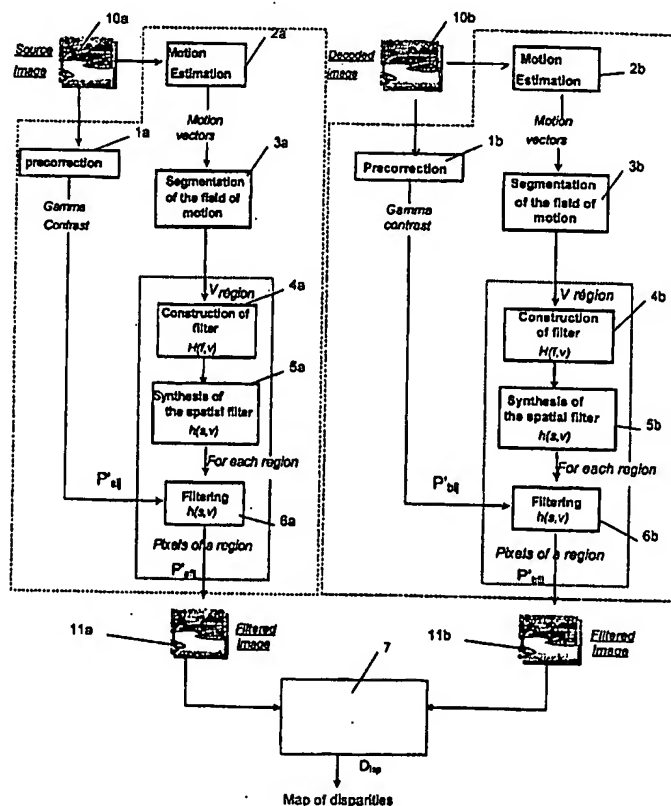 10a
Source
Image
Motion
Estimation
2a
1a
precorrection
Gamma
Contrast
Motion
vectors
3a
Segmentation
of the field of
motion
V région
4a
Construction of
filter
H(f,v)
5a
Synthesis of
the spatial filter
h(s,v)
For each region
Filtering
h(s,v)
6a
Pixels of a region
11a
Filtered
Image
10b
Decoded
Image
Motion
Estimation
2b
1b
Precorrection
Gamma
contrast
Motion
vectors
3b
Segmentation
of the field of
motion
V région
4b
Construction
of filter
H(f,v)
Synthesis of
the spatial filter
h(s,v)
5b
For each region
P'bij
Filtering
h(s,v)
6b
Pixels of a region
11b
Filtered
Image
7
Map of disparities